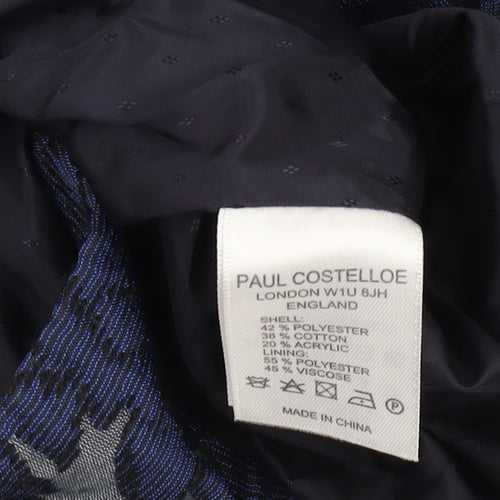 PAUL COSTELLOE
LONDON W1U 8JH
ENGLAND
SHELL:
42 % POLYESTER
38 % COTTON
20 % ACRYLIC
LINING:
55 % POLYESTER
45 % VISCOSE
P
MADE IN CHINA